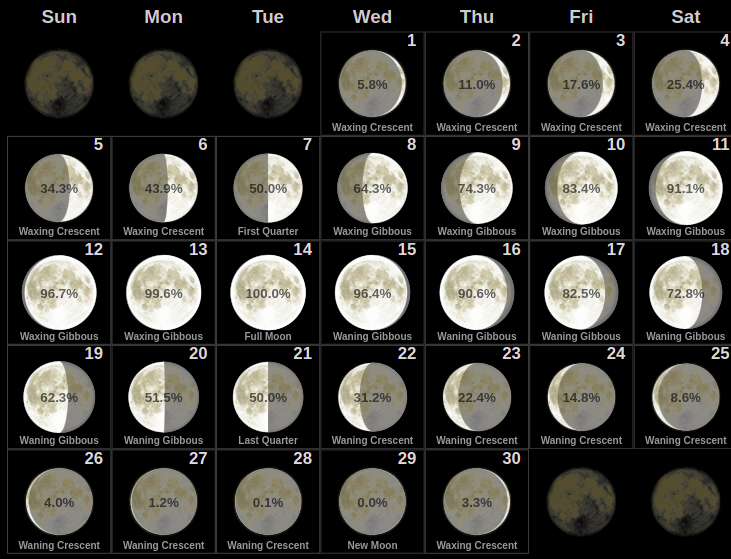 Sun Mon Tue Wed Thu Fri Sat
1 2 3 4
5.8% 11.0% 17.6% 25.4%
Waxing Crescent Waxing Crescent Waxing Crescent Waxing Crescent
5 6 7 8 9 10 11
34.3% 43.9% 50.0% 64.3% 74.3% 83.4% 91.1%
Waxing Crescent Waxing Crescent First Quarter Waxing Gibbous Waxing Gibbous Waxing Gibbous Waxing Gibbous
12 13 14 15 16 17 18
96.7% 99.6% 100.0% 96.4% 90.6% 82.5% 72.8%
Waxing Gibbous Waxing Gibbous Full Moon Waning Gibbous Waning Gibbous Waning Gibbous Waning Gibbous
19 20 21 22 23 24 25
62.3% 51.5% 50.0% 31.2% 22.4% 14.8% 8.6%
Waning Gibbous Waning Gibbous Last Quarter Waning Crescent Waning Crescent Waning Crescent Waning Crescent
26 27 28 29 30
4.0% 1.2% 0.1% 0.0% 3.3%
Waning Crescent Waning Crescent Waning Crescent New Moon Waxing Crescent